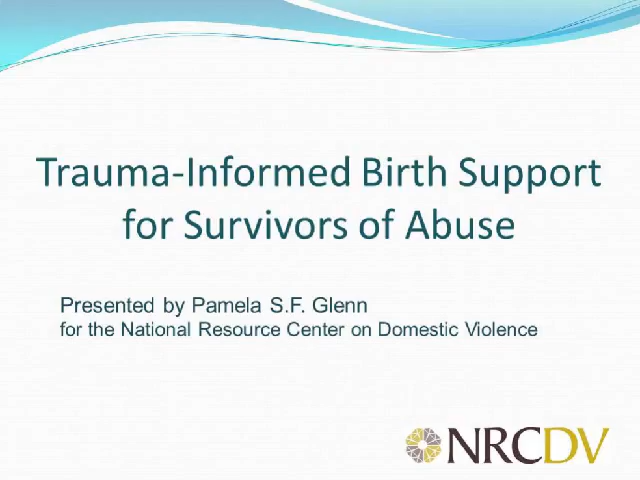 Trauma-Informed Birth Support
for Survivors of Abuse
Presented by Pamela S.F. Glenn
for the National Resource Center on Domestic Violence
NRCDV